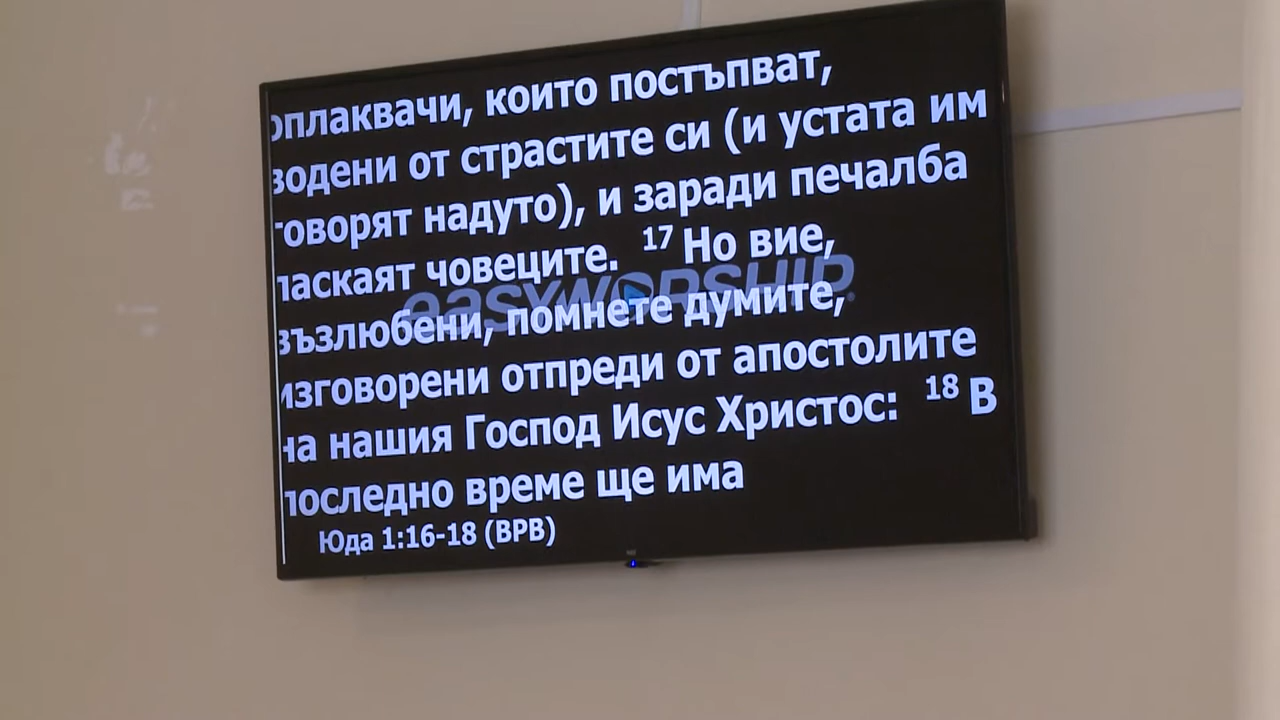 оплаквачи, които постъпват,
водени от страстите си (и устата им
говорят надуто), и заради печалба
ласкаят човеците. 17 Но вие,
възлюбени, помнете думите,
изговорени отпреди от апостолите
на нашия Господ Исус Христос: 18 В
последно време ще има
Юда 1:16-18 (ВРВ)
easyworship